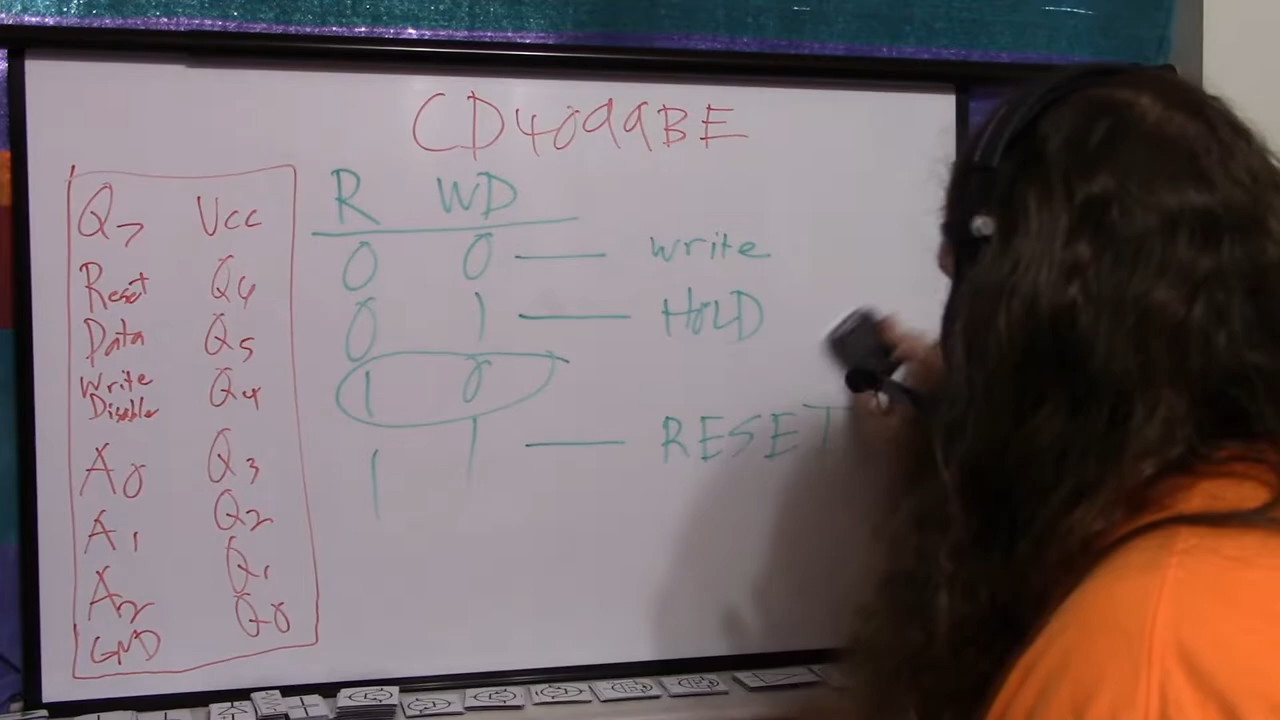 CD4099BE
Q7 Vcc
Reset Q6
Data Q5
Write
Disable Q4
A0 Q3
A1 Q2
A2 Q1
GND Q0
R WD
0 0 — write
0 1 — HOLD
1 0
1 1 — RESET